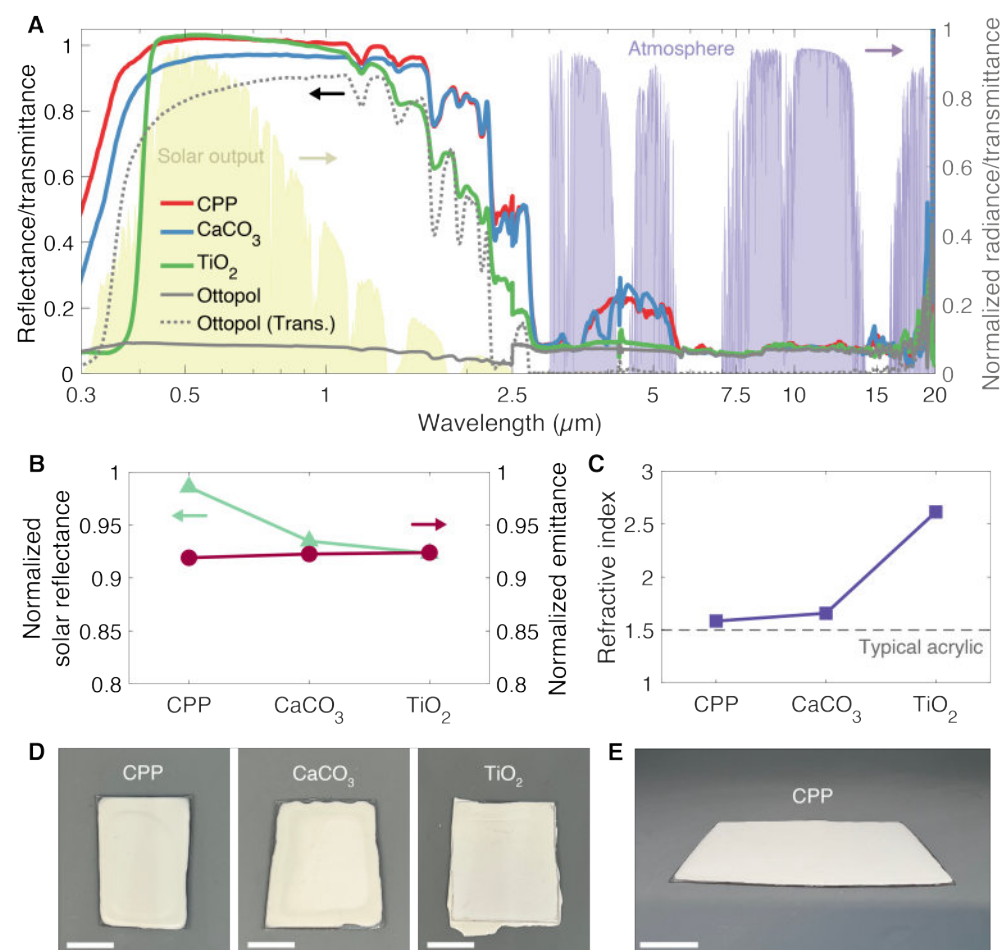 A
Reflectance/transmittance
1
0.8
0.6
0.4
0.2
0
Atmosphere
Solar output
CPP
CaCO₃
TiO₂
Ottopol
Ottopol (Trans.)
1
0.8
0.6
0.4
0.2
0
Normalized radiance/transmittance
0.3
0.5
1
2.5
5
7.5
10
15
20
Wavelength (µm)
B
Normalized
solar reflectance
1
0.95
0.9
0.85
0.8
1
0.95
0.9
0.85
0.8
Normalized emittance
CPP
CaCO₃
TiO₂
C
Refractive index
3
2.5
2
1.5
1
Typical acrylic
CPP
CaCO₃
TiO₂
D
CPP
CaCO₃
TiO₂
E
CPP